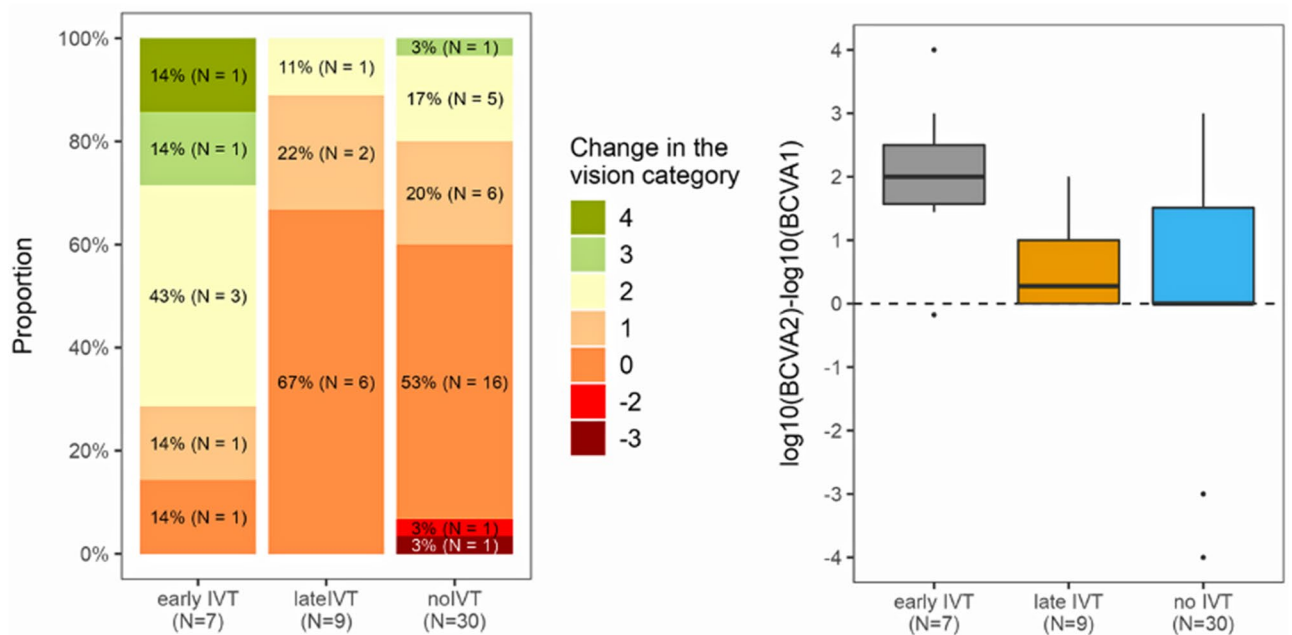 100%
80%
60%
40%
20%
0%
Proportion
14% (N = 1)
14% (N = 1)
43% (N = 3)
14% (N = 1)
14% (N = 1)
11% (N = 1)
22% (N = 2)
67% (N = 6)
3% (N = 1)
17% (N = 5)
20% (N = 6)
53% (N = 16)
3% (N = 1)
3% (N = 1)
early IVT
(N=7)
lateIVT
(N=9)
noIVT
(N=30)
Change in the
vision category
4
3
2
1
0
-2
-3
log10(BCVA2)-log10(BCVA1)
4
3
2
1
0
-1
-2
-3
-4
early IVT
(N=7)
late IVT
(N=9)
no IVT
(N=30)